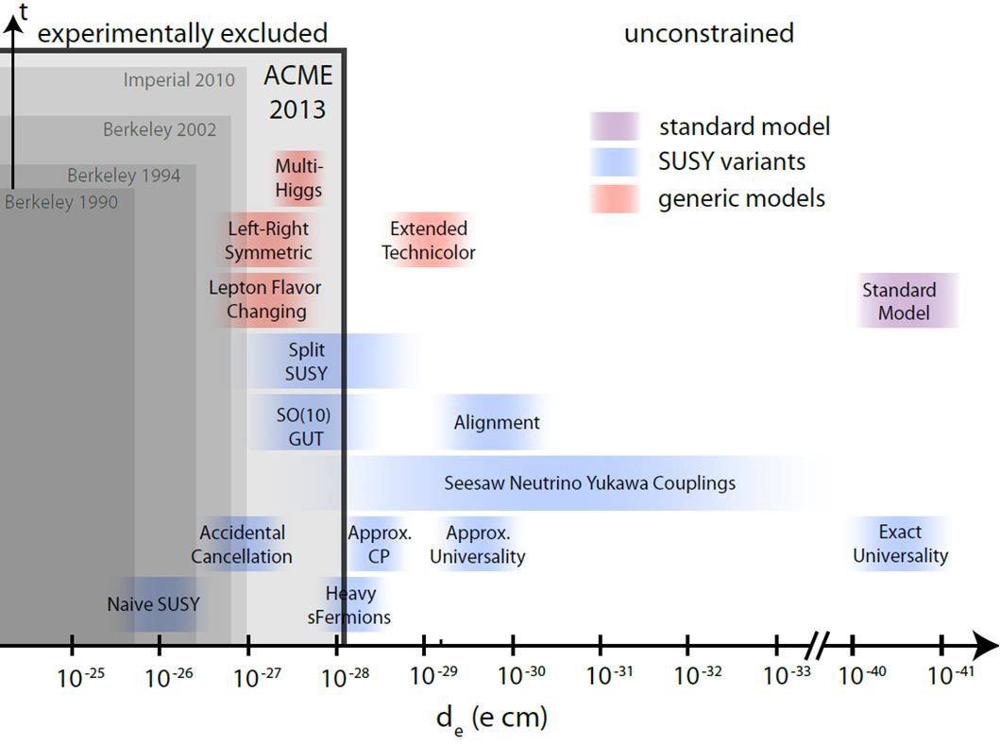 t
experimentally excluded
unconstrained
Imperial 2010
ACME
2013
Berkeley 2002
Berkeley 1994
Berkeley 1990
standard model
SUSY variants
generic models
Multi-
Higgs
Left-Right
Symmetric
Extended
Technicolor
Lepton Flavor
Changing
Standard
Model
Split
SUSY
SO(10)
GUT
Alignment
Seesaw Neutrino Yukawa Couplings
Accidental
Cancellation
Approx.
CP
Approx.
Universality
Exact
Universality
Naive SUSY
Heavy
sFermions
10⁻²⁵ 10⁻²⁶ 10⁻²⁷ 10⁻²⁸ 10⁻²⁹ 10⁻³⁰ 10⁻³¹ 10⁻³² 10⁻³³ 10⁻⁴⁰ 10⁻⁴¹
dₑ (e cm)